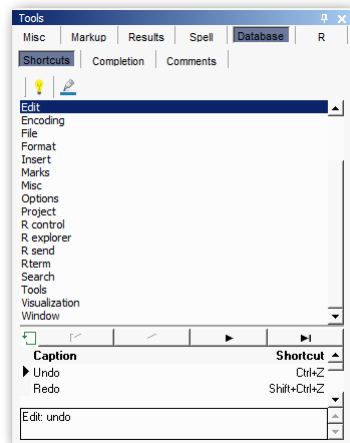 Tools
Misc Markup Results Spell Database R
Shortcuts Completion Comments
Edit
Encoding
File
Format
Insert
Marks
Misc
Options
Project
R control
R explorer
R send
Rterm
Search
Tools
Visualization
Window
Caption Shortcut
Undo Ctrl+Z
Redo Shift+Ctrl+Z
Edit: undo